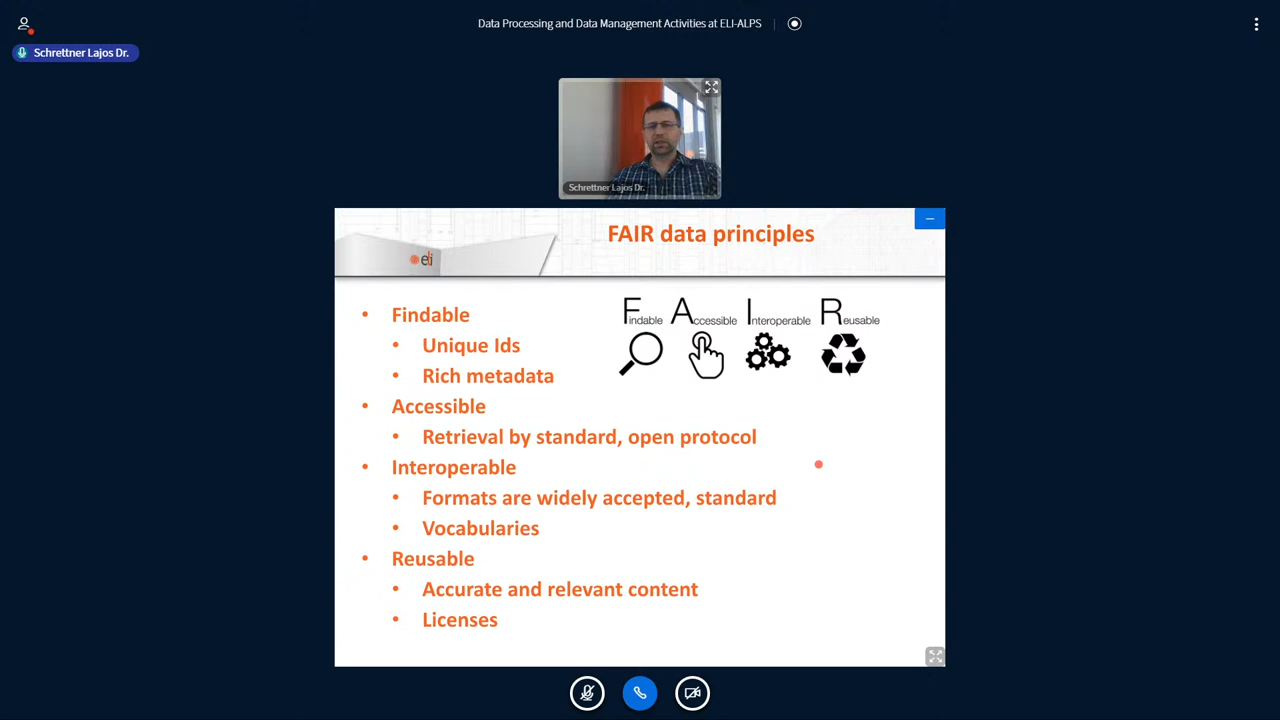 Data Processing and Data Management Activities at ELI-ALPS
Schrettner Lajos Dr.
Schrettner Lajos Dr.
FAIR data principles
eli
Findable Accessible Interoperable Reusable
• Findable
• Unique Ids
• Rich metadata
• Accessible
• Retrieval by standard, open protocol
• Interoperable
• Formats are widely accepted, standard
• Vocabularies
• Reusable
• Accurate and relevant content
• Licenses